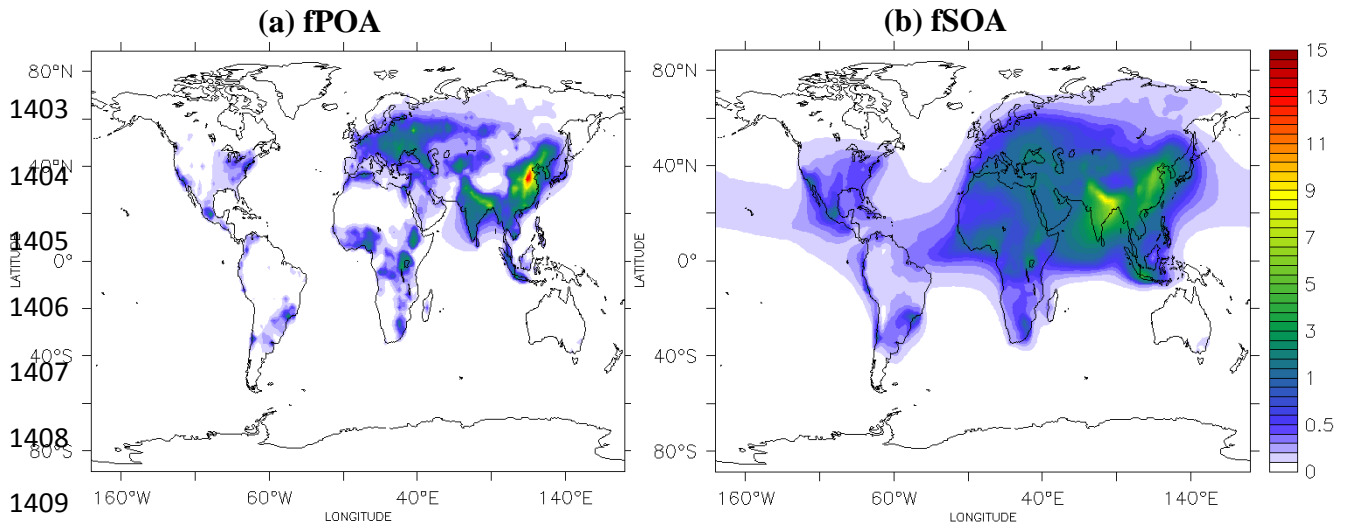 (a) fPOA
(b) fSOA
80°N
40°N
0°
40°S
80°S
LATITUDE
160°W
60°W
40°E
140°E
LONGITUDE
1403
1404
1405
1406
1407
1408
1409
80°N
40°N
0°
40°S
80°S
LATITUDE
160°W
60°W
40°E
140°E
LONGITUDE
15
13
11
9
7
5
3
1
0.5
0